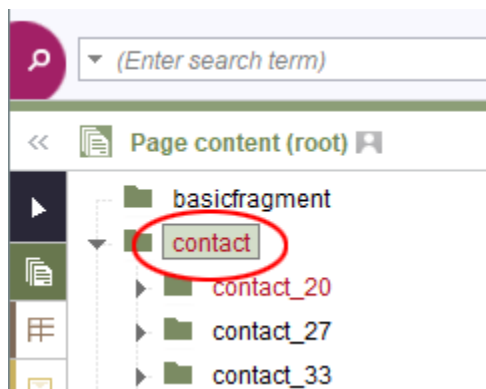 (Enter search term)
Page content (root)
basicfragment
contact
contact_20
contact_27
contact_33